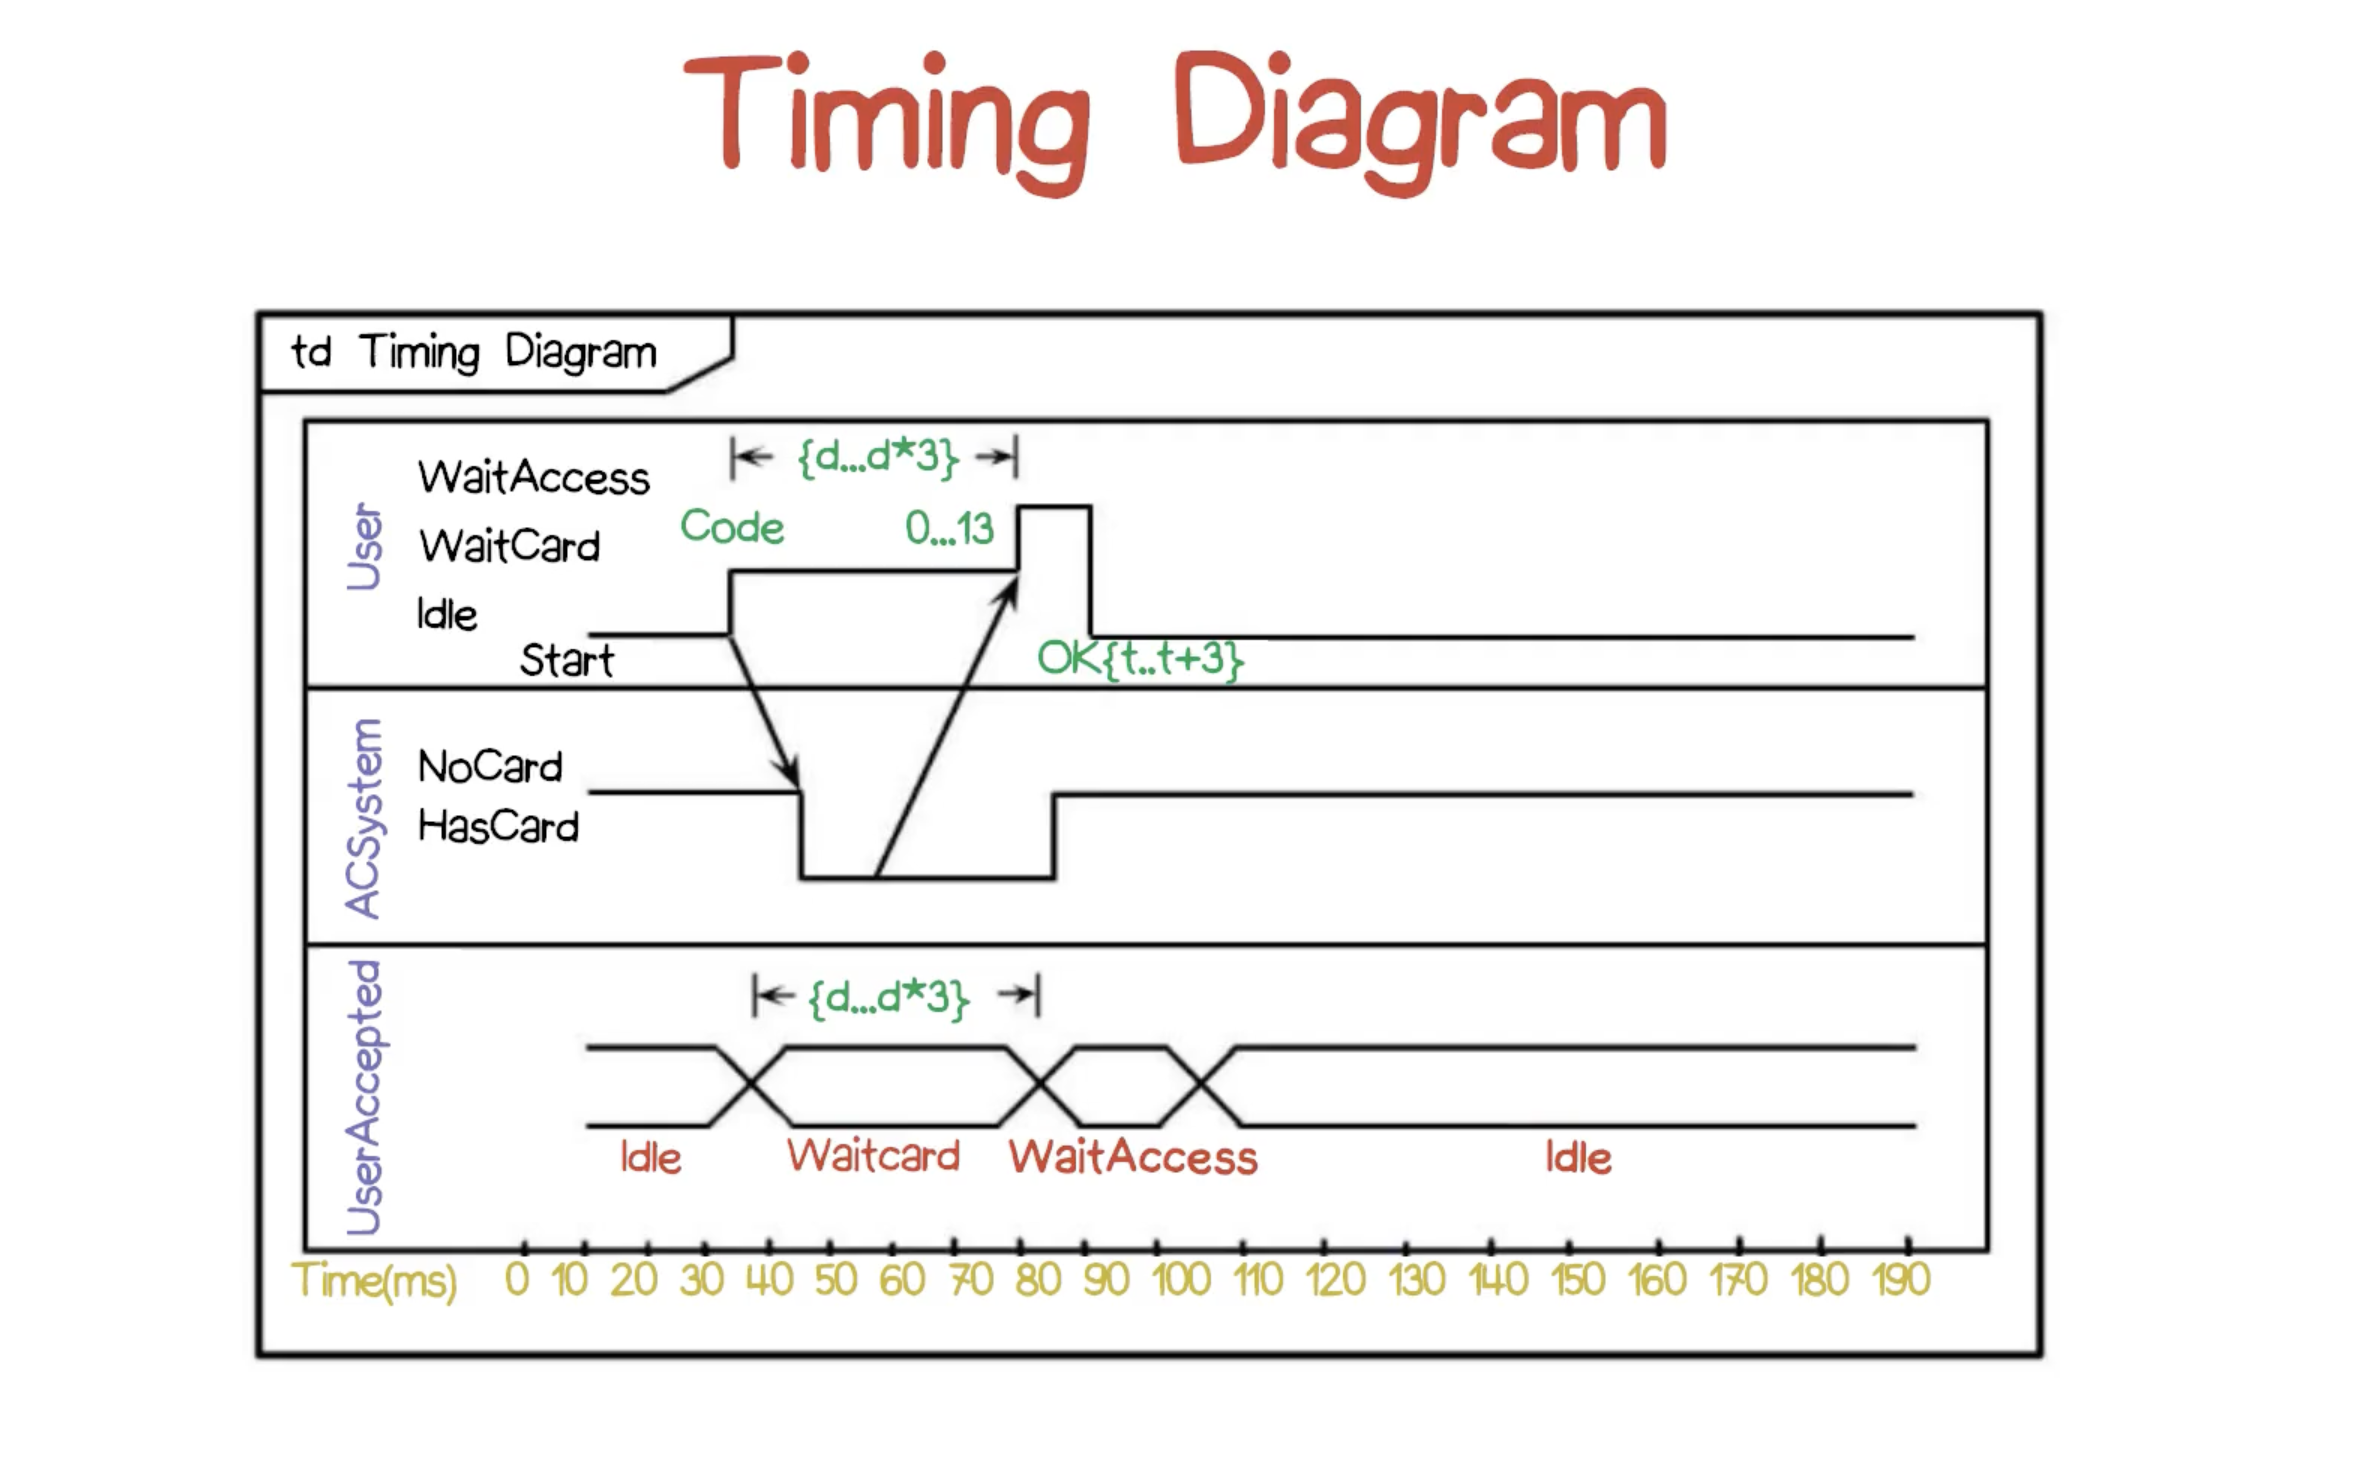 Timing Diagram
td Timing Diagram
User
WaitAccess
WaitCard
Idle
Start
{d...d*3}
Code
0...13
OK{t..t+3}
ACSystem
NoCard
HasCard
UserAccepted
{d...d*3}
Idle
Waitcard
WaitAccess
Idle
Time(ms) 0 10 20 30 40 50 60 70 80 90 100 110 120 130 140 150 160 170 180 190